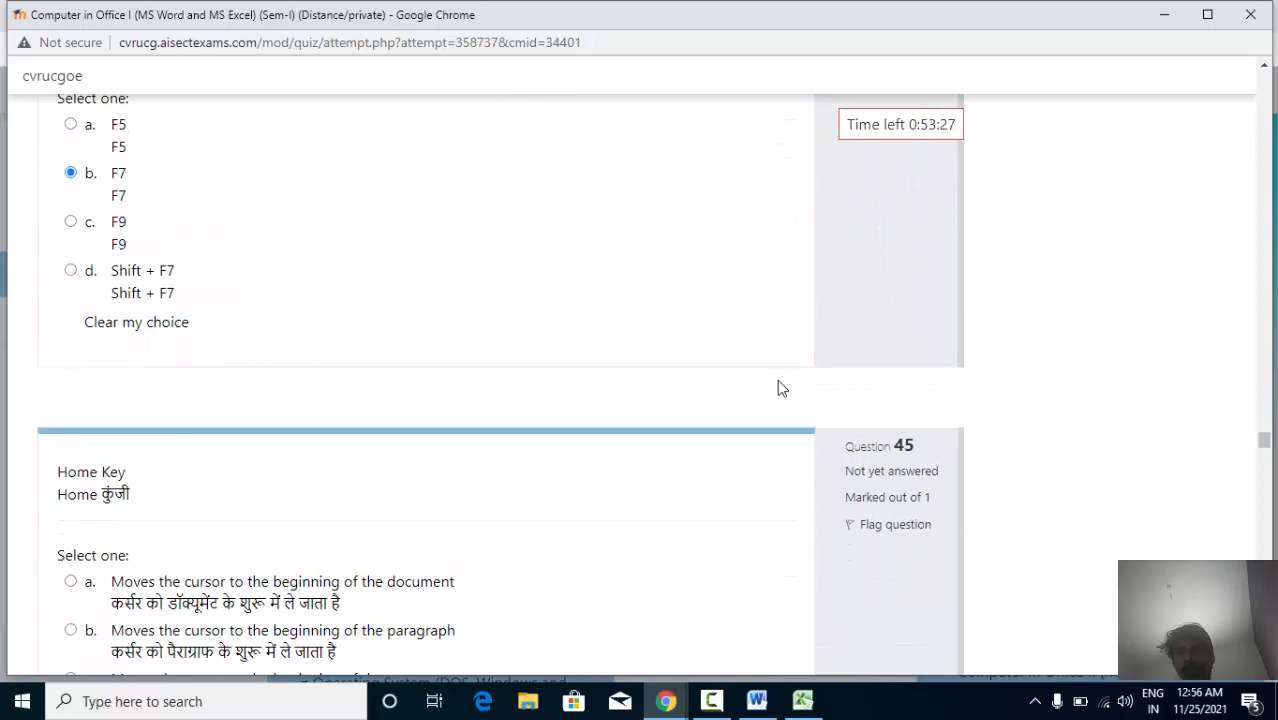 Computer in Office I (MS Word and MS Excel) (Sem-I) (Distance/private) - Google Chrome
Not secure cvrucg.aisectexams.com/mod/quiz/attempt.php?attempt=358737&cmid=34401
cvrucgoe
Select one:
a. F5
F5
b. F7
F7
c. F9
F9
d. Shift + F7
Shift + F7
Clear my choice
Time left 0:53:27
Home Key
Home कुंजी
Select one:
a. Moves the cursor to the beginning of the document
कर्सर को डॉक्यूमेंट के शुरू में ले जाता है
b. Moves the cursor to the beginning of the paragraph
कर्सर को पैराग्राफ के शुरू में ले जाता है
Question 45
Not yet answered
Marked out of 1
Flag question
Type here to search
ENG
IN
12:56 AM
11/25/2021
5